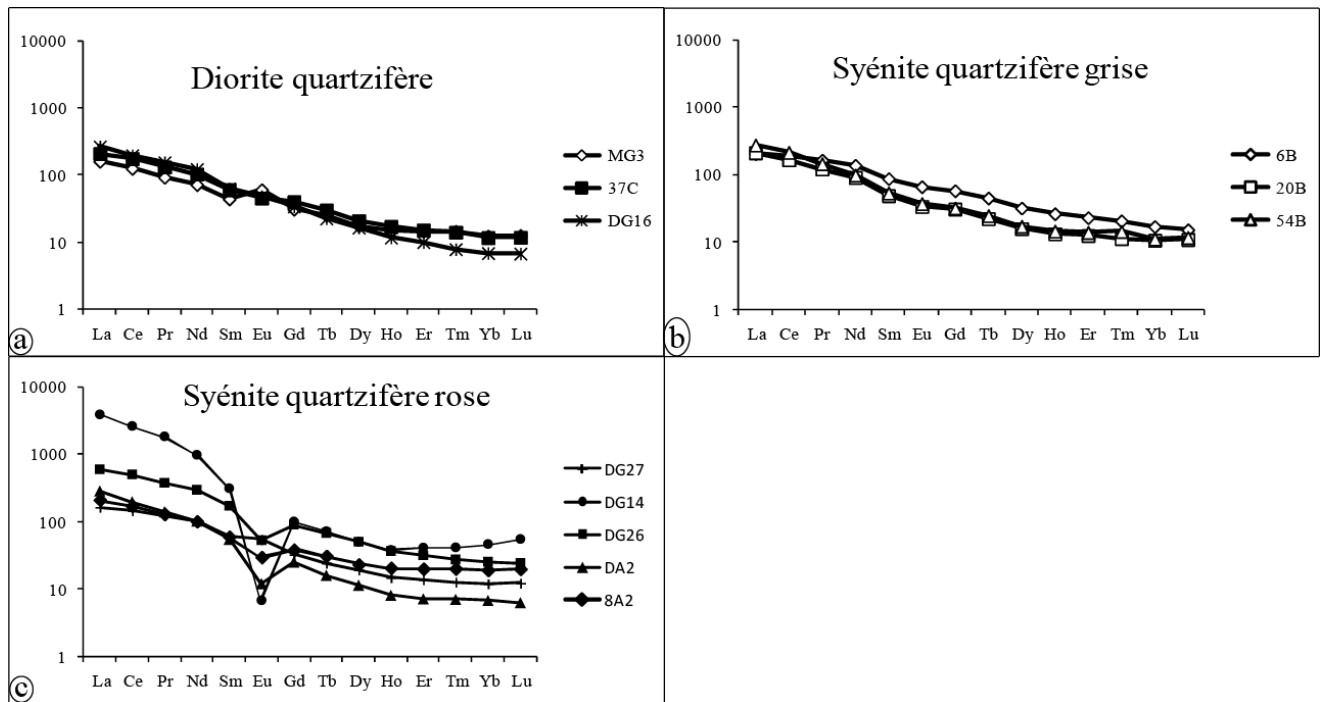 Diorite quartzifère
10000
1000
100
10
1
La Ce Pr Nd Sm Eu Gd Tb Dy Ho Er Tm Yb Lu
MG3
37C
DG16
a
Syénite quartzifère grise
10000
1000
100
10
1
La Ce Pr Nd Sm Eu Gd Tb Dy Ho Er Tm Yb Lu
6B
20B
54B
b
Syénite quartzifère rose
10000
1000
100
10
1
La Ce Pr Nd Sm Eu Gd Tb Dy Ho Er Tm Yb Lu
DG27
DG14
DG26
DA2
8A2
c